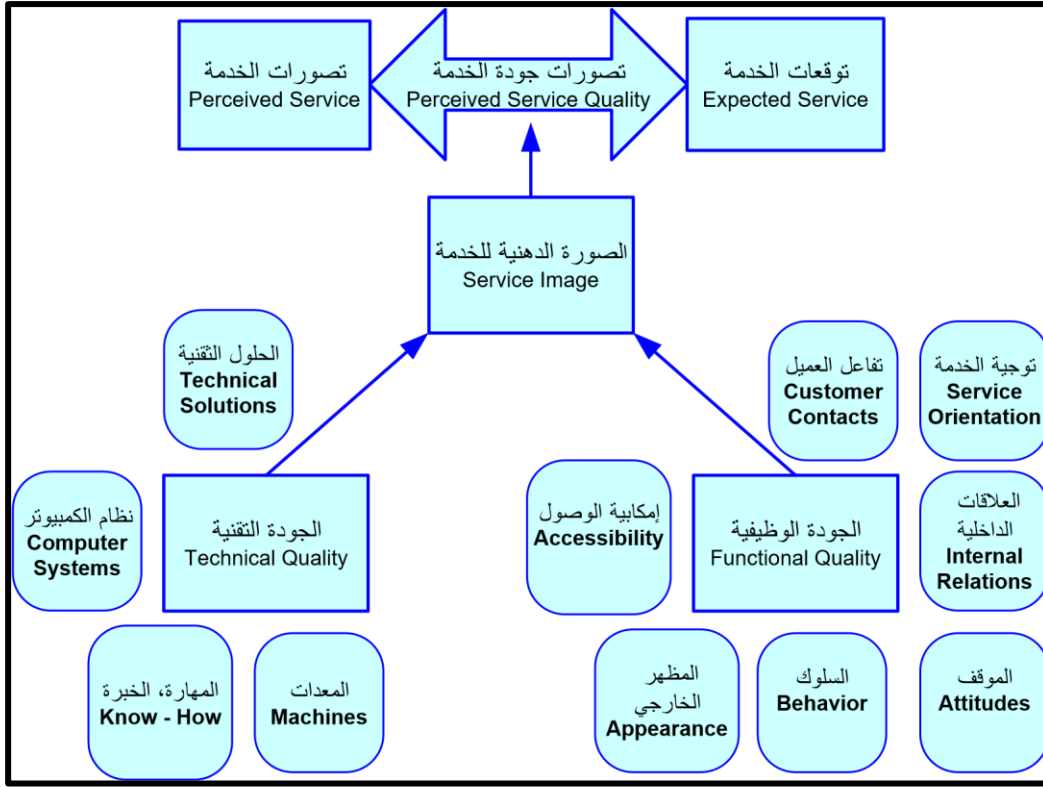 تصورات الخدمة
Perceived Service
تصورات جودة الخدمة
Perceived Service Quality
توقعات الخدمة
Expected Service
الصورة الدهنية للخدمة
Service Image
الحلول الثقنية
Technical
Solutions
تفاعل العميل
Customer
Contacts
توجية الخدمة
Service
Orientation
نظام الكمبيوتر
Computer
Systems
الجودة التقنية
Technical Quality
إمكابية الوصول
Accessibility
الجودة الوظيفية
Functional Quality
العلاقات
الداخلية
Internal
Relations
المهارة، الخبرة
Know - How
المعدات
Machines
المظهر
الخارجي
Appearance
السلوك
Behavior
الموقف
Attitudes